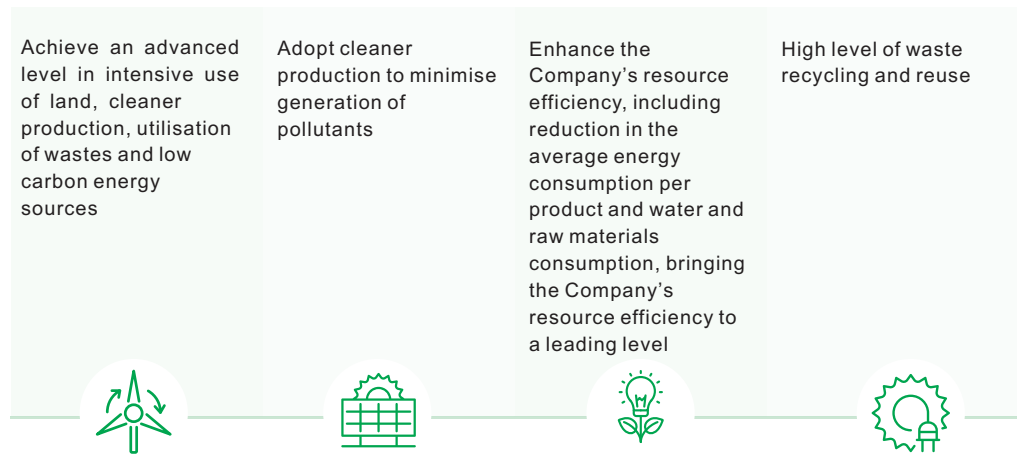 Achieve an advanced
level in intensive use
of land, cleaner
production, utilisation
of wastes and low
carbon energy
sources
Adopt cleaner
production to minimise
generation of
pollutants
Enhance the
Company’s resource
efficiency, including
reduction in the
average energy
consumption per
product and water and
raw materials
consumption, bringing
the Company’s
resource efficiency to
a leading level
High level of waste
recycling and reuse